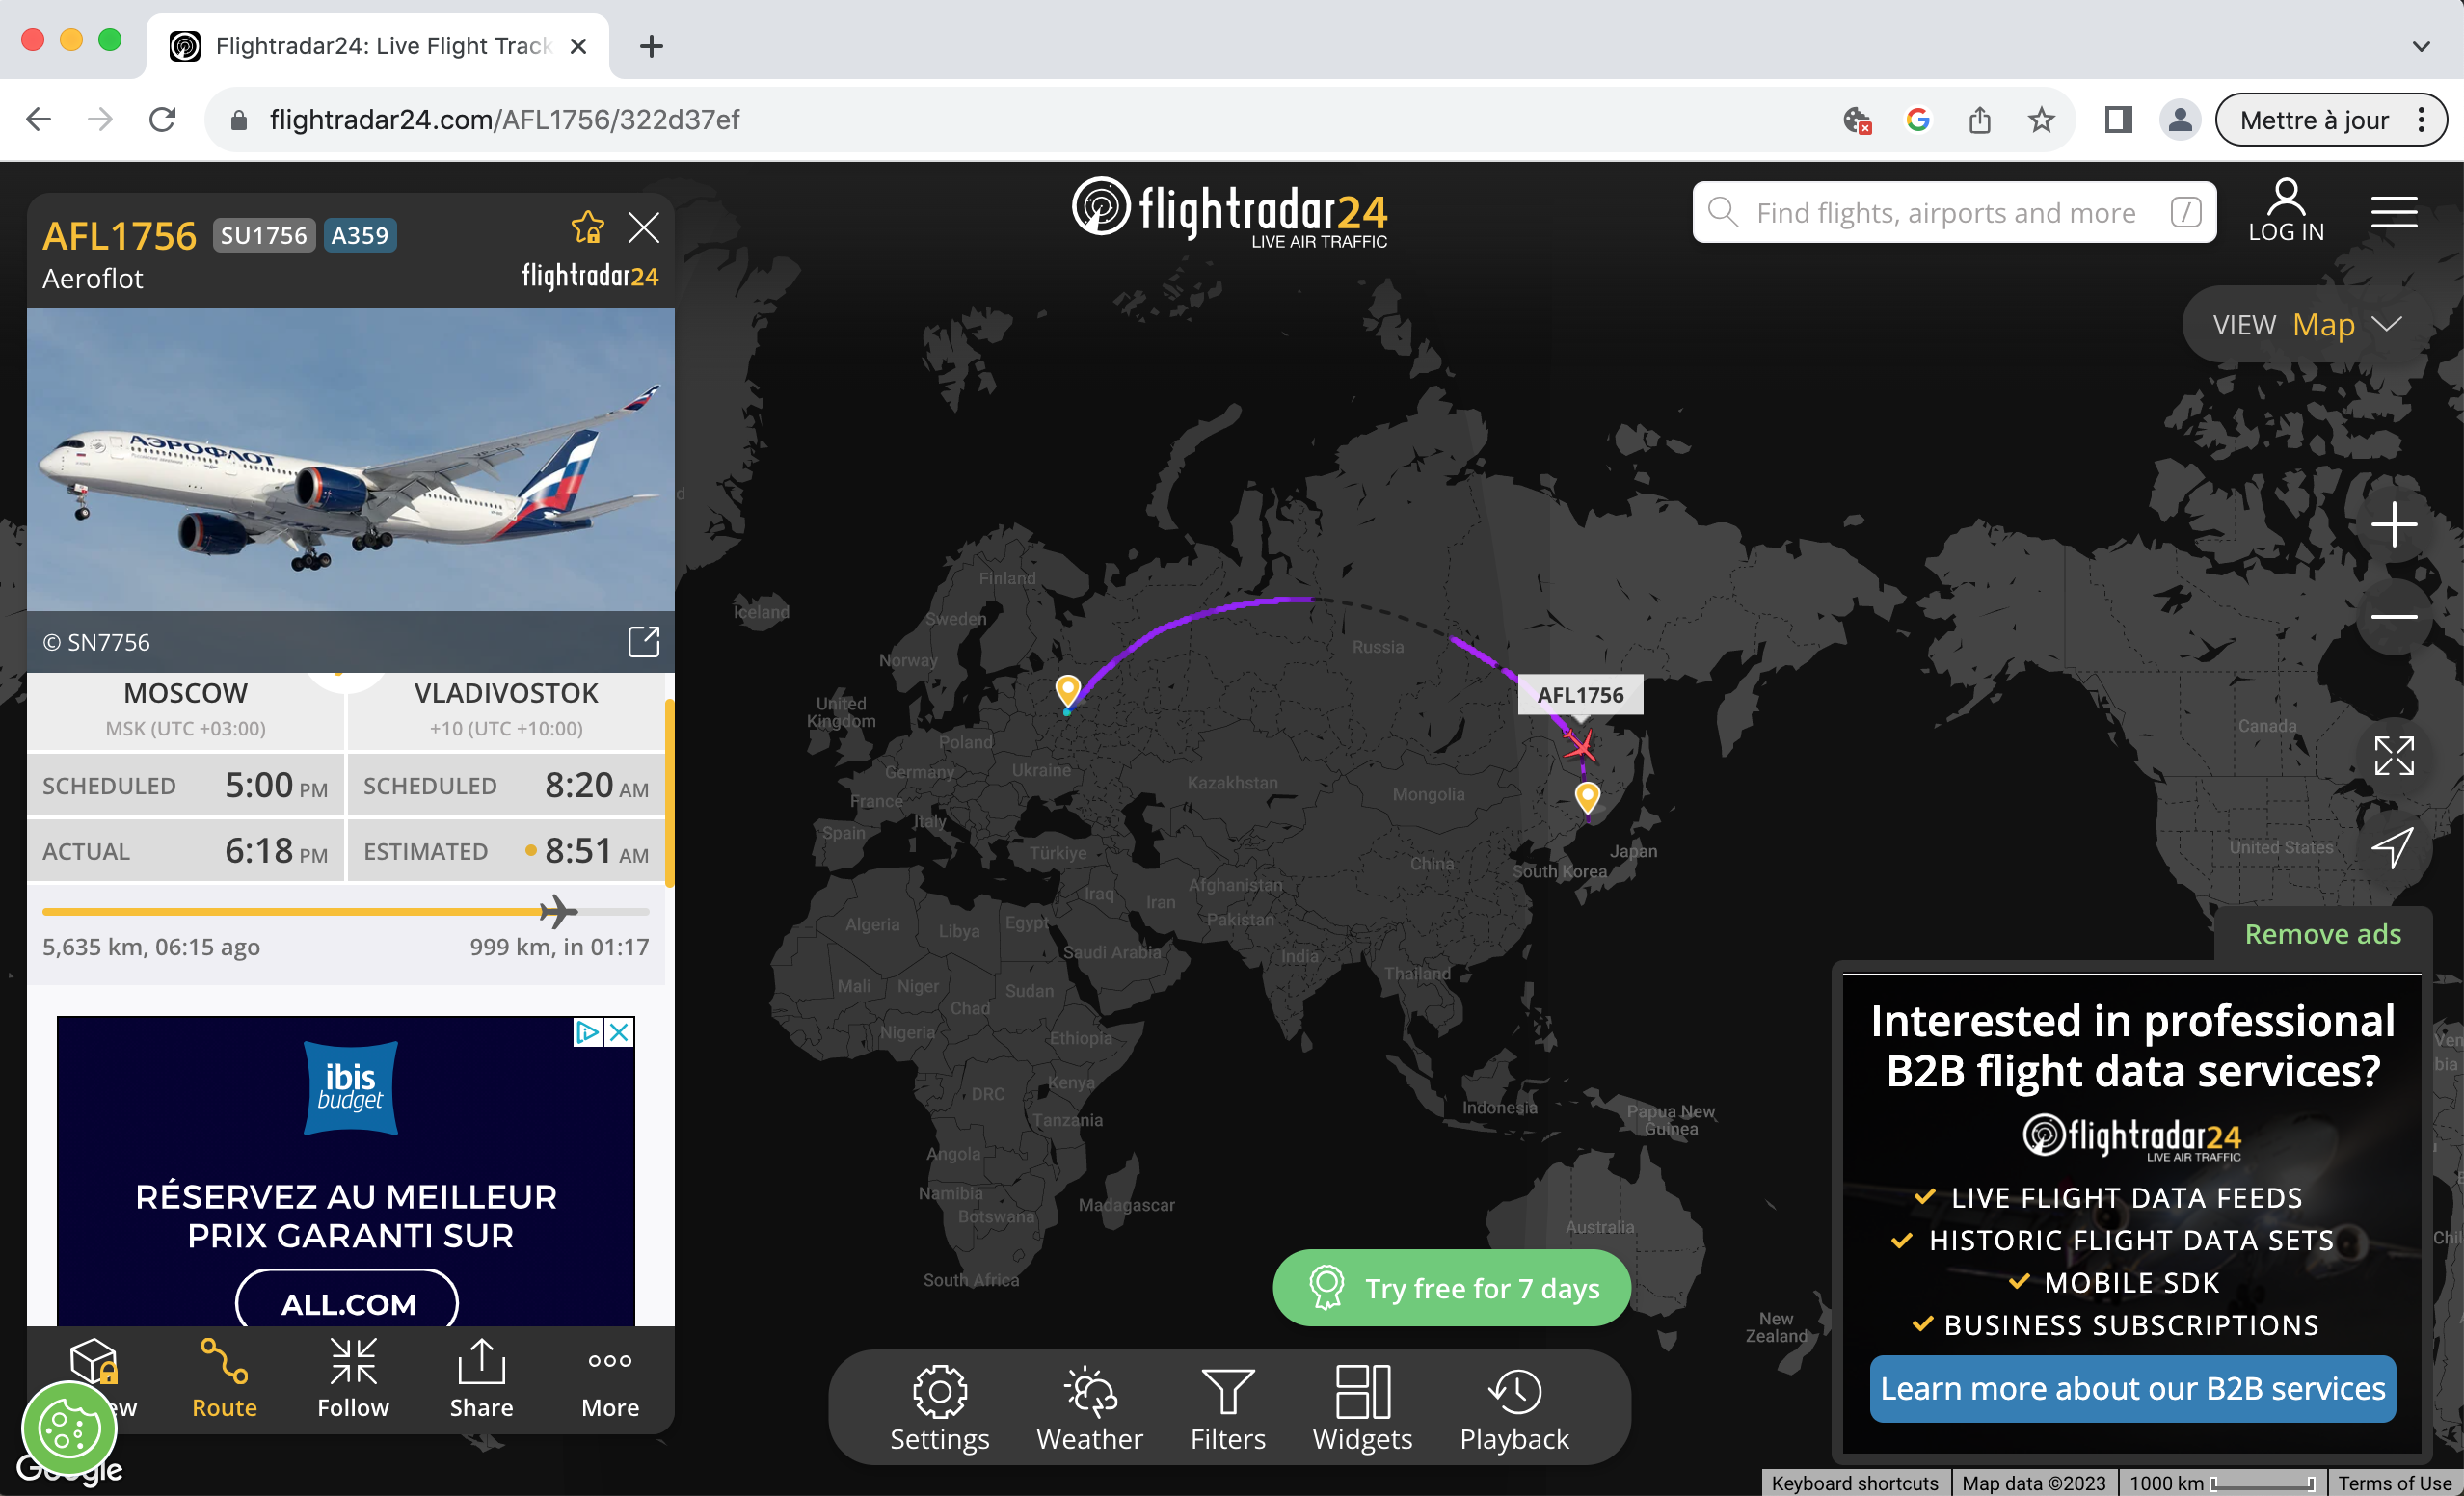 Flightradar24: Live Flight Track
flightradar24.com/AFL1756/322d37ef
Mettre à jour
AFL1756 SU1756 A359
Aeroflot
flightradar24
АЭРОФЛОТ
© SN7756
MOSCOW
MSK (UTC +03:00)
VLADIVOSTOK
+10 (UTC +10:00)
SCHEDULED 5:00 PM
SCHEDULED 8:20 AM
ACTUAL 6:18 PM
ESTIMATED 8:51 AM
5,635 km, 06:15 ago
999 km, in 01:17
ibis
budget
RÉSERVEZ AU MEILLEUR
PRIX GARANTI SUR
ALL.COM
ew
Route
Follow
Share
More
Google
flightradar24
LIVE AIR TRAFFIC
Find flights, airports and more /
LOG IN
VIEW Map
Iceland
Finland
Sweden
Norway
United
Kingdom
Poland
Germany
Ukraine
France
Italy
Spain
Türkiye
Russia
AFL1756
Kazakhstan
Mongolia
China
Japan
South Korea
Afghanistan
Iraq
Iran
Pakistan
Algeria
Libya
Egypt
Saudi Arabia
India
Thailand
Mali
Niger
Chad
Sudan
Nigeria
Ethiopia
DRC
Kenya
Tanzania
Angola
Namibia
Botswana
Madagascar
South Africa
Indonesia
Papua New
Guinea
Australia
New
Zealand
Canada
United States
Ven
bia
Chil
Try free for 7 days
Settings
Weather
Filters
Widgets
Playback
Remove ads
Interested in professional
B2B flight data services?
flightradar24
LIVE AIR TRAFFIC
LIVE FLIGHT DATA FEEDS
HISTORIC FLIGHT DATA SETS
MOBILE SDK
BUSINESS SUBSCRIPTIONS
Learn more about our B2B services
Keyboard shortcuts
Map data ©2023
1000 km
Terms of Use